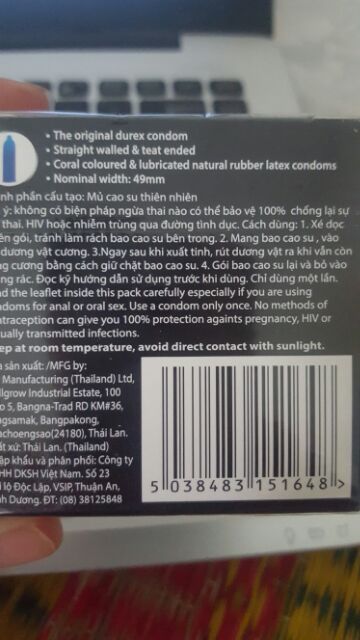 • The original durex condom
• Straight walled & teat ended
• Coral coloured & lubricated natural rubber latex condoms
• Nominal width: 49mm
nh phần cấu tạo: Mủ cao su thiên nhiên
ý: không có biện pháp ngừa thai nào có thể bảo vệ 100% chống lại sự
thai. HIV hoặc nhiễm trùng qua đường tình dục. Cách dùng: 1. Xé dọc
ên gói, tránh làm rách bao cao su bên trong. 2. Mang bao cao su , vào
dương vật cương. 3.Ngay sau khi xuất tinh, rút dương vật ra khi vẫn còn
ng cương bằng cách giữ chặt bao cao su. 4. Gói bao cao su lại và bỏ vào
ng rác. Đọc kỹ hướng dẫn sử dụng trước khi dùng. Chỉ dùng một lần.
d the leaflet inside this pack carefully especially if you are using
doms for anal or oral sex. Use a condom only once. No methods of
traception can give you 100% protection againts pregnancy, HIV or
ually transmitted infections.
ep at room temperature, avoid direct contact with sunlight.
à sản xuất: /MFG by:
Manufacturing (Thailand) Ltd,
llgrow Industrial Estate, 100
o 5, Bangna-Trad RD KM#36,
ngsamak, Bangpakong,
achoengsao(24180), Thái Lan.
ất xứ: Thái Lan. (Thailand)
ập khẩu và phân phối: Công ty
HH DKSH Việt Nam. Số 23
i lộ Độc Lập, VSIP, Thuận An,
nh Dương. ĐT: (08) 38125848
5 038483 151648 >